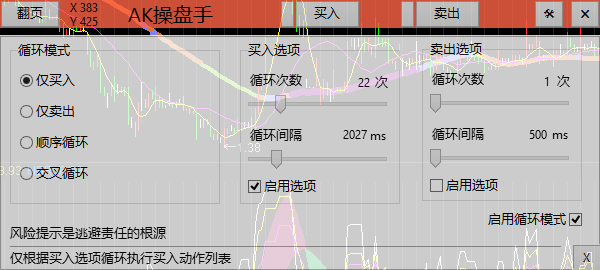 翻页
X 383
Y 425
AK操盘手
买入
卖出
X
循环模式
仅买入
仅卖出
顺序循环
交叉循环
买入选项
循环次数 22 次
循环间隔 2027 ms
启用选项
卖出选项
循环次数 1 次
循环间隔 500 ms
启用选项
1.38
启用循环模式
风险提示是逃避责任的根源
仅根据买入选项循环执行买入动作列表
X